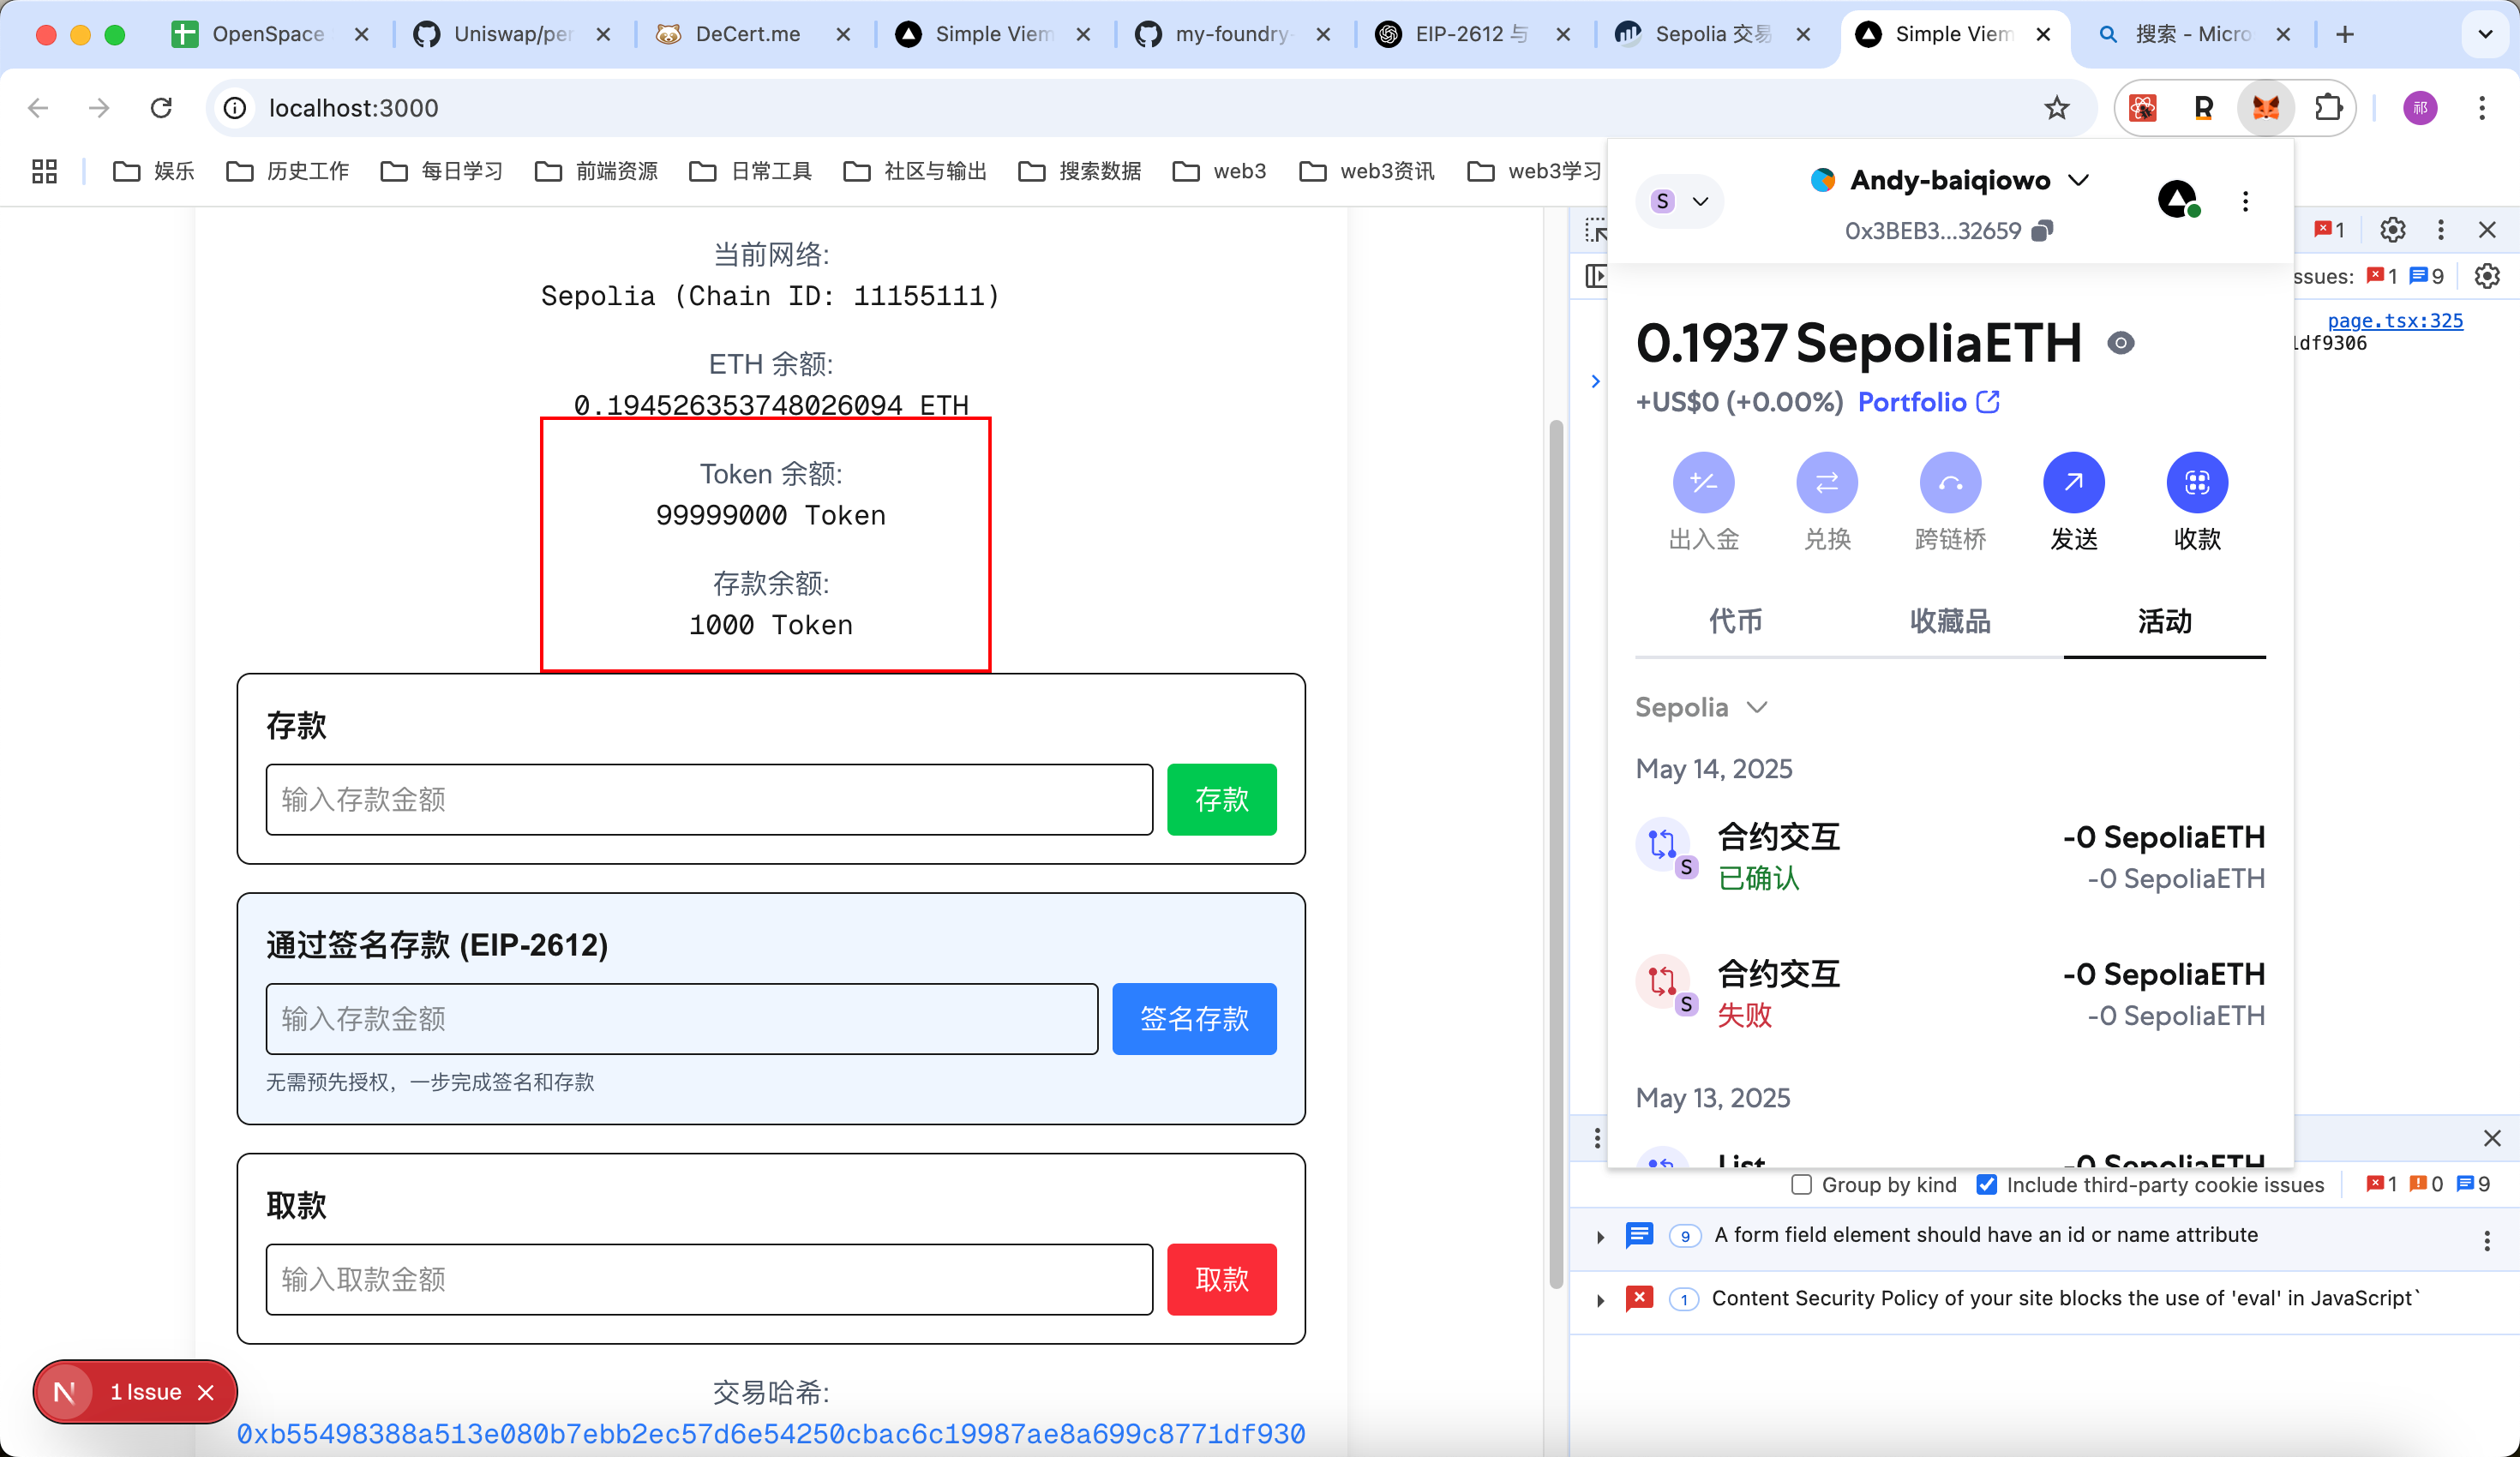 OpenSpace
Uniswap/per
DeCert.me
Simple Viem
my-foundry-
EIP-2612 与
Sepolia 交易
Simple Viem
搜索 - Micro
localhost:3000
祁
娱乐
历史工作
每日学习
前端资源
日常工具
社区与输出
搜索数据
web3
web3资讯
web3学习
当前网络:
Sepolia (Chain ID: 11155111)
ETH 余额:
0.194526353748026094 ETH
Token 余额:
99999000 Token
存款余额:
1000 Token
存款
输入存款金额
存款
通过签名存款 (EIP-2612)
输入存款金额
签名存款
无需预先授权，一步完成签名和存款
取款
输入取款金额
取款
交易哈希:
0xb55498388a513e080b7ebb2ec57d6e54250cbac6c19987ae8a699c8771df930
N 1 Issue
S
Andy-baiqiowo
0x3BEB3...32659
0.1937 SepoliaETH
+US$0 (+0.00%) Portfolio
出入金
兑换
跨链桥
发送
收款
代币
收藏品
活动
Sepolia
May 14, 2025
合约交互
-0 SepoliaETH
S
已确认
-0 SepoliaETH
合约交互
-0 SepoliaETH
S
失败
-0 SepoliaETH
May 13, 2025
List
-0 SepoliaETH
1
ssues: 1 9
page.tsx:325
df9306
Group by kind
Include third-party cookie issues
1 0 9
9 A form field element should have an id or name attribute
1 Content Security Policy of your site blocks the use of 'eval' in JavaScript`